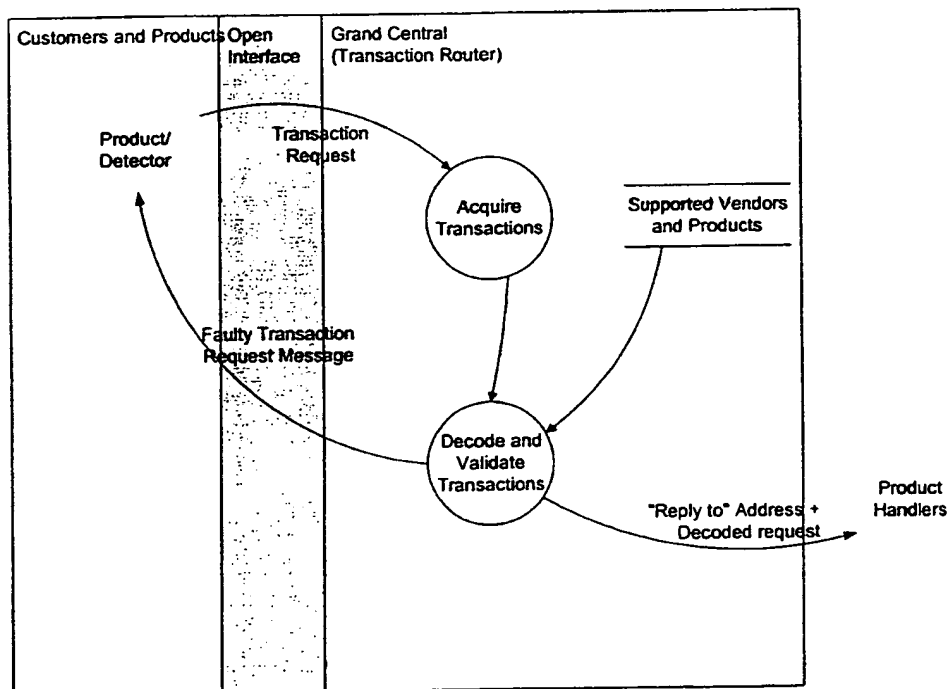 Customers and Products
Open
Interface
Grand Central
(Transaction Router)
Product/
Detector
Transaction
Request
Acquire
Transactions
Supported Vendors
and Products
Faulty Transaction
Request Message
Decode and
Validate
Transactions
"Reply to" Address +
Decoded request
Product
Handlers